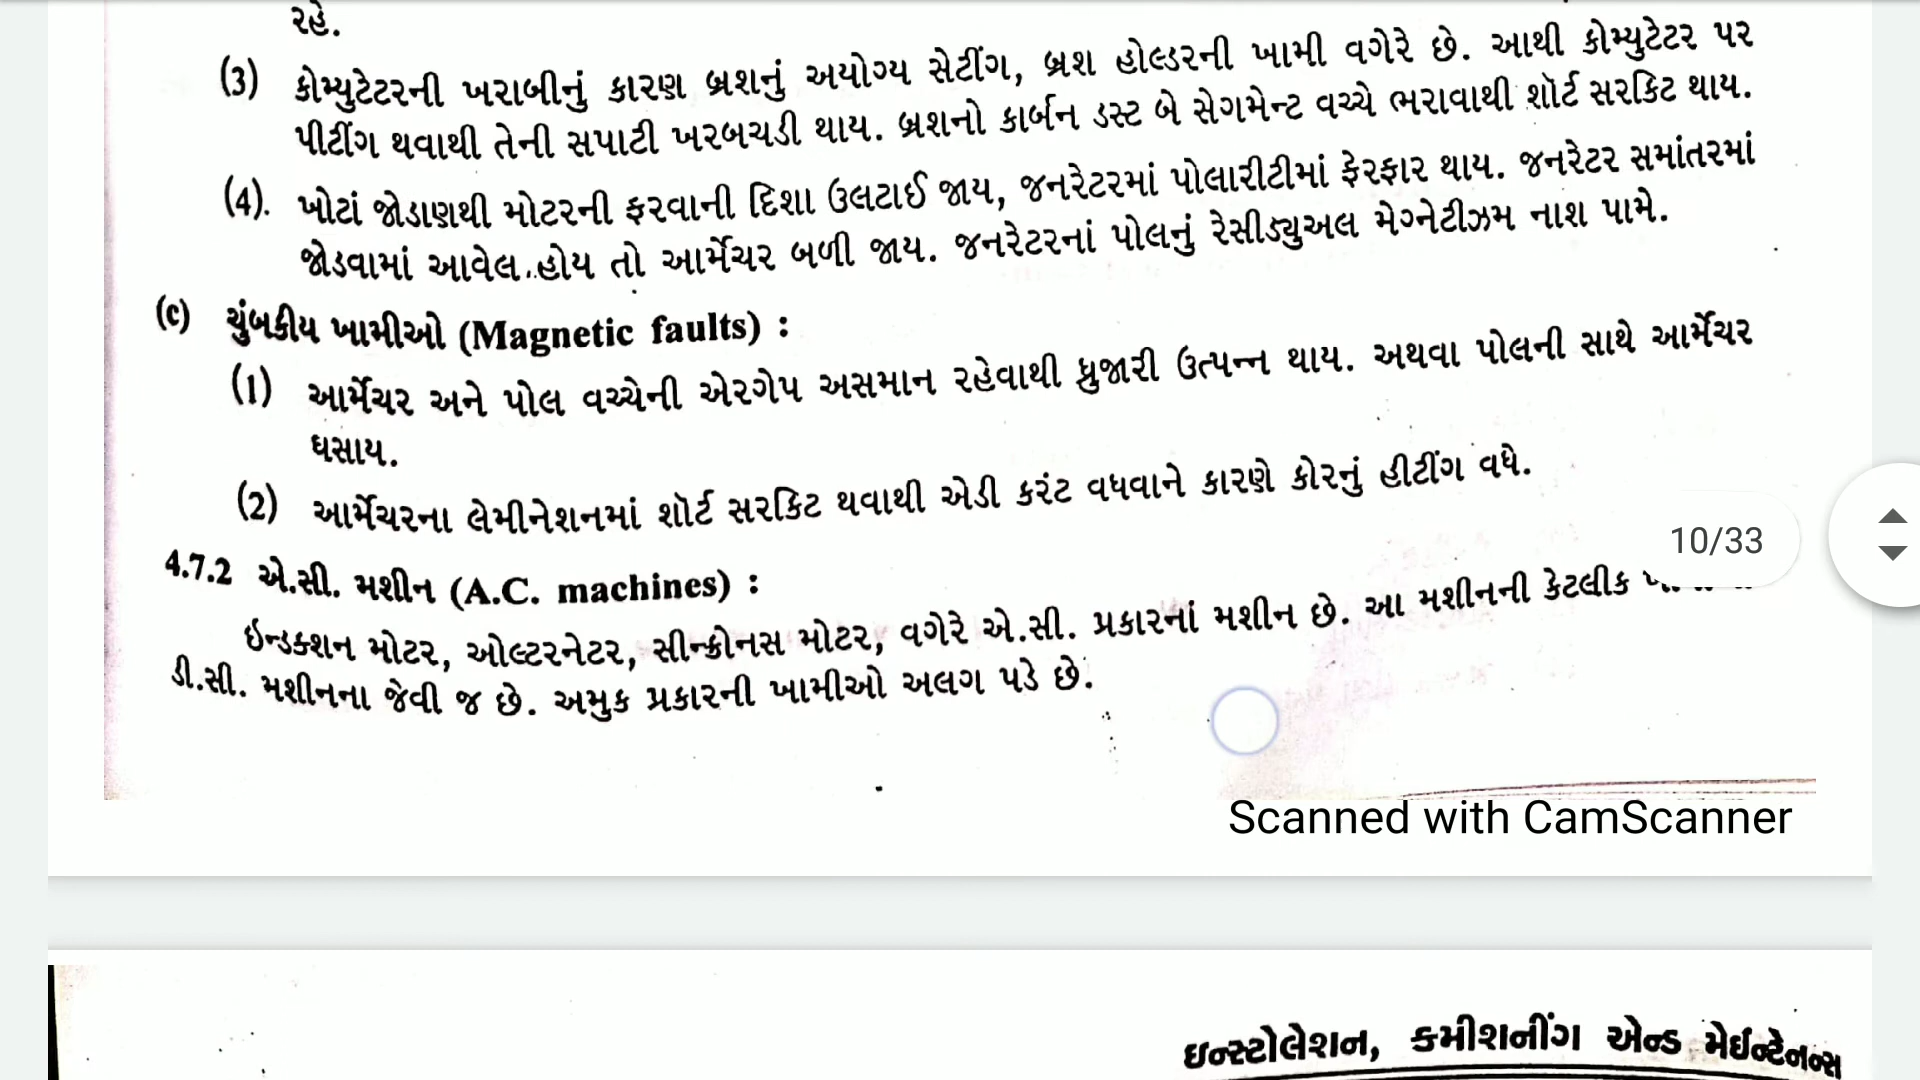 રહે.
(3) કોમ્યુટેટરની ખરાબીનું કારણ બ્રશનું અયોગ્ય સેટીંગ, બ્રશ હોલ્ડરની ખામી વગેરે છે. આથી કોમ્યુટેટર પર
પીટીંગ થવાથી તેની સપાટી ખરબચડી થાય. બ્રશનો કાર્બન ડસ્ટ બે સેગમેન્ટ વચ્ચે ભરાવાથી શૉર્ટ સરકિટ થાય.
(4). ખોટાં જોડાણથી મોટરની ફરવાની દિશા ઉલટાઈ જાય, જનરેટરમાં પોલારીટીમાં ફેરફાર થાય. જનરેટર સમાંતરમાં
જોડવામાં આવેલ હોય તો આર્મેચર બળી જાય. જનરેટરનાં પોલનું રેસીડ્યુઅલ મેગ્નેટીઝમ નાશ પામે.
(c) ચુંબકીય ખામીઓ (Magnetic faults) :
(1) આર્મેચર અને પોલ વચ્ચેની એરગેપ અસમાન રહેવાથી ધ્રુજારી ઉત્પન્ન થાય. અથવા પોલની સાથે આર્મેચર
ઘસાય.
(2) આર્મેચરના લેમીનેશનમાં શૉર્ટ સરકિટ થવાથી એડી કરંટ વધવાને કારણે કોરનું હીટીંગ વધે.
10/33
4.7.2 એ.સી. મશીન (A.C. machines) :
ઇન્ડક્શન મોટર, ઓલ્ટરનેટર, સીન્ક્રોનસ મોટર, વગેરે એ.સી. પ્રકારનાં મશીન છે. આ મશીનની કેટલીક
ડી.સી. મશીનના જેવી જ છે. અમુક પ્રકારની ખામીઓ અલગ પડે છે.
Scanned with CamScanner
ઇન્સ્ટોલેશન, કમીશનીંગ એન્ડ મેઈન્ટેનન્સ